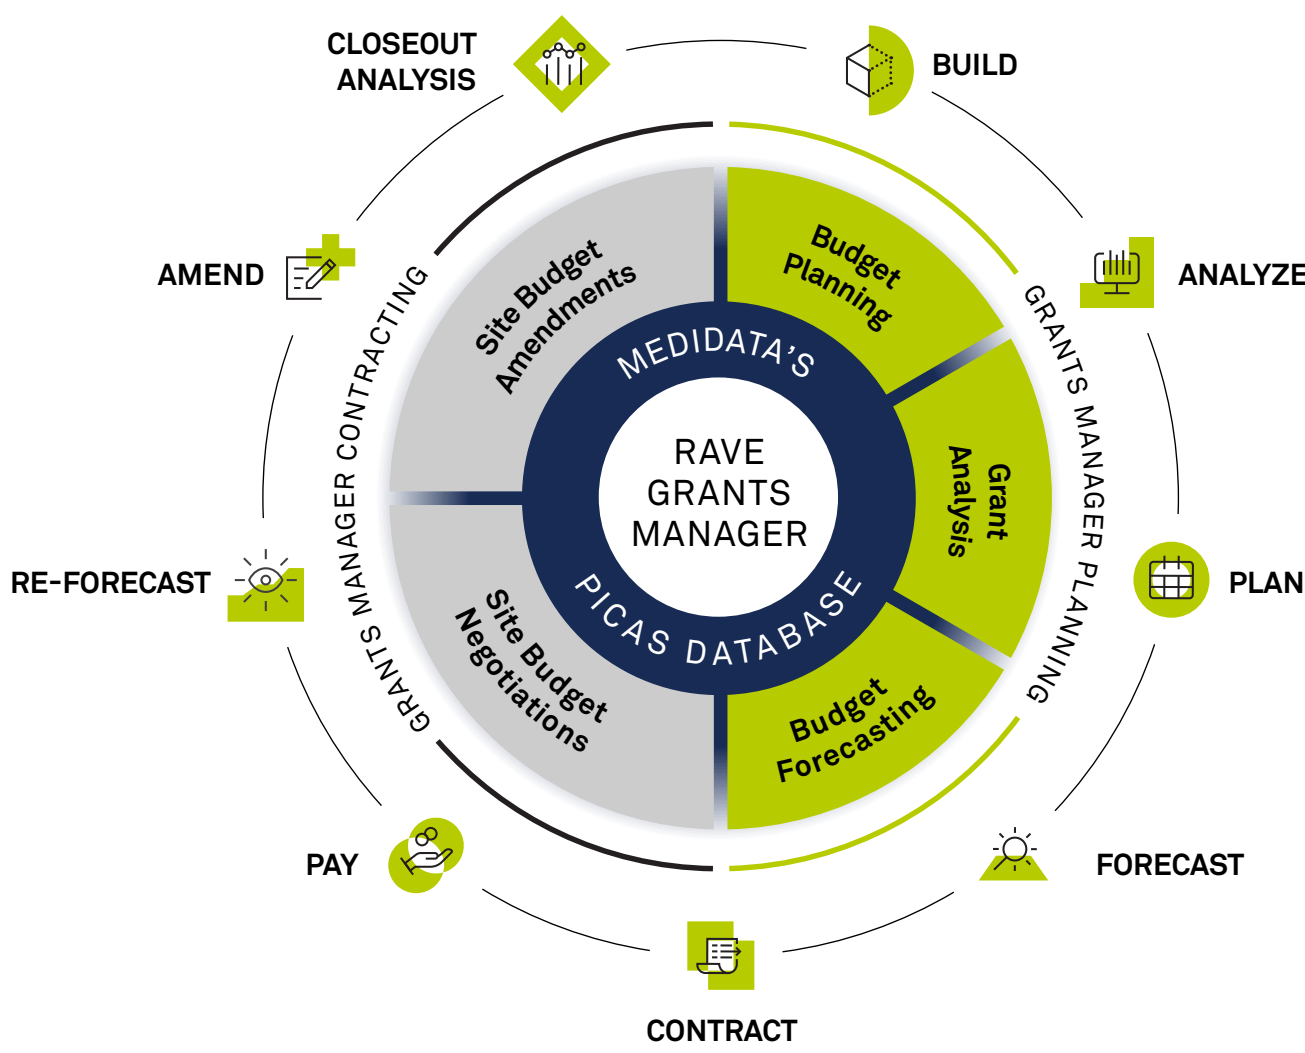 CLOSEOUT
ANALYSIS
BUILD
ANALYZE
PLAN
FORECAST
CONTRACT
PAY
RE-FORECAST
AMEND
GRANTS MANAGER CONTRACTING
GRANTS MANAGER PLANNING
Site Budget
Amendments
Budget
Planning
Grant
Analysis
Budget
Forecasting
Site Budget
Negotiations
MEDIDATA'S
PICAS DATABASE
RAVE
GRANTS
MANAGER